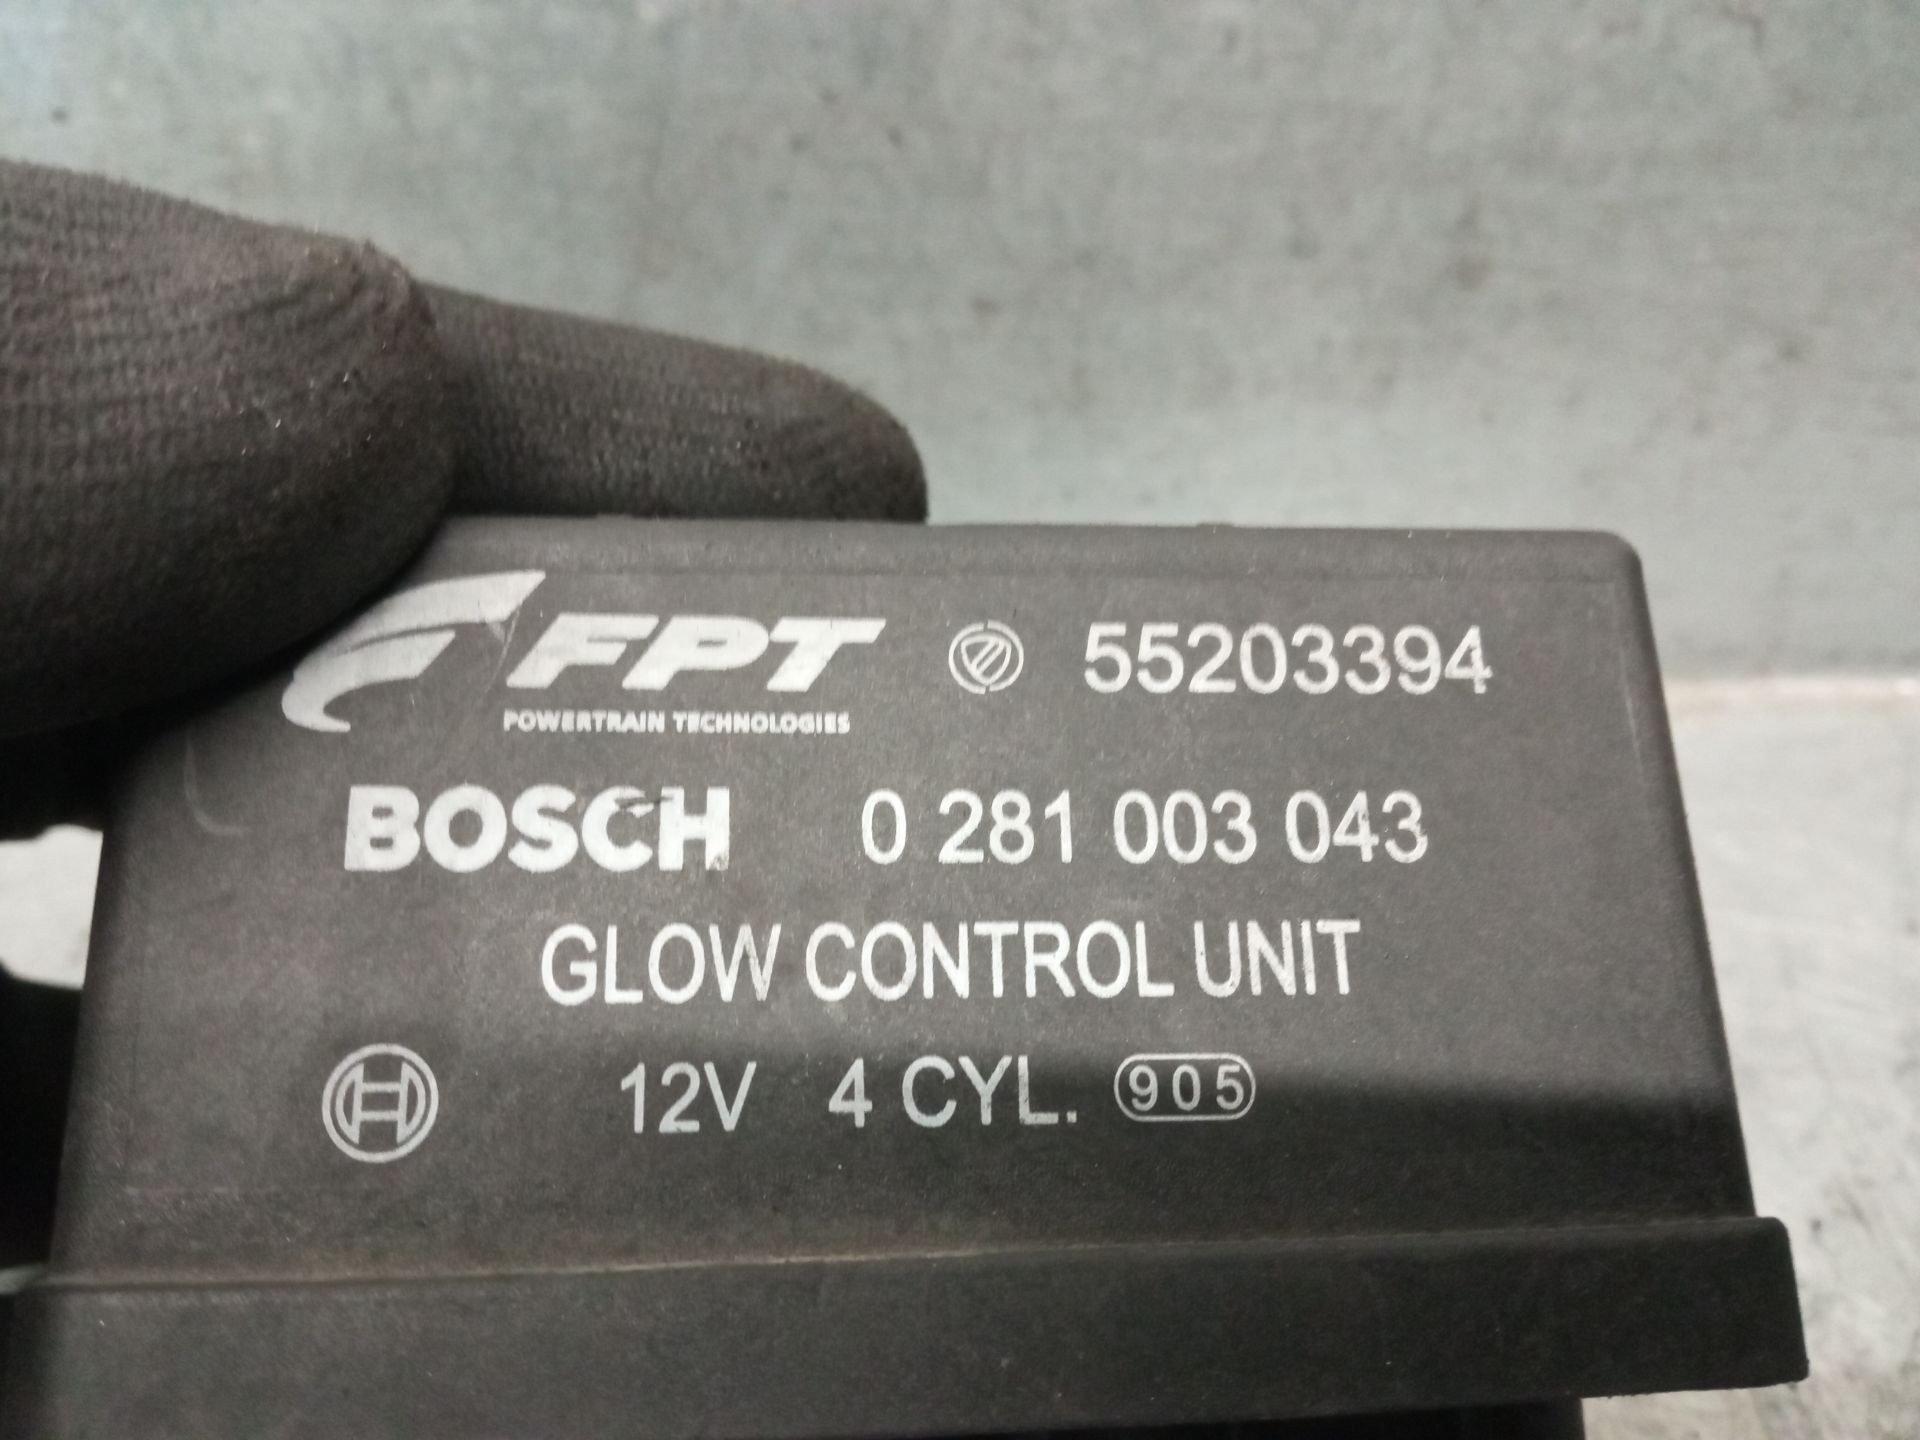 FPT 55203394
POWERTRAIN TECHNOLOGIES
BOSCH 0 281 003 043
GLOW CONTROL UNIT
12V 4 CYL. 905